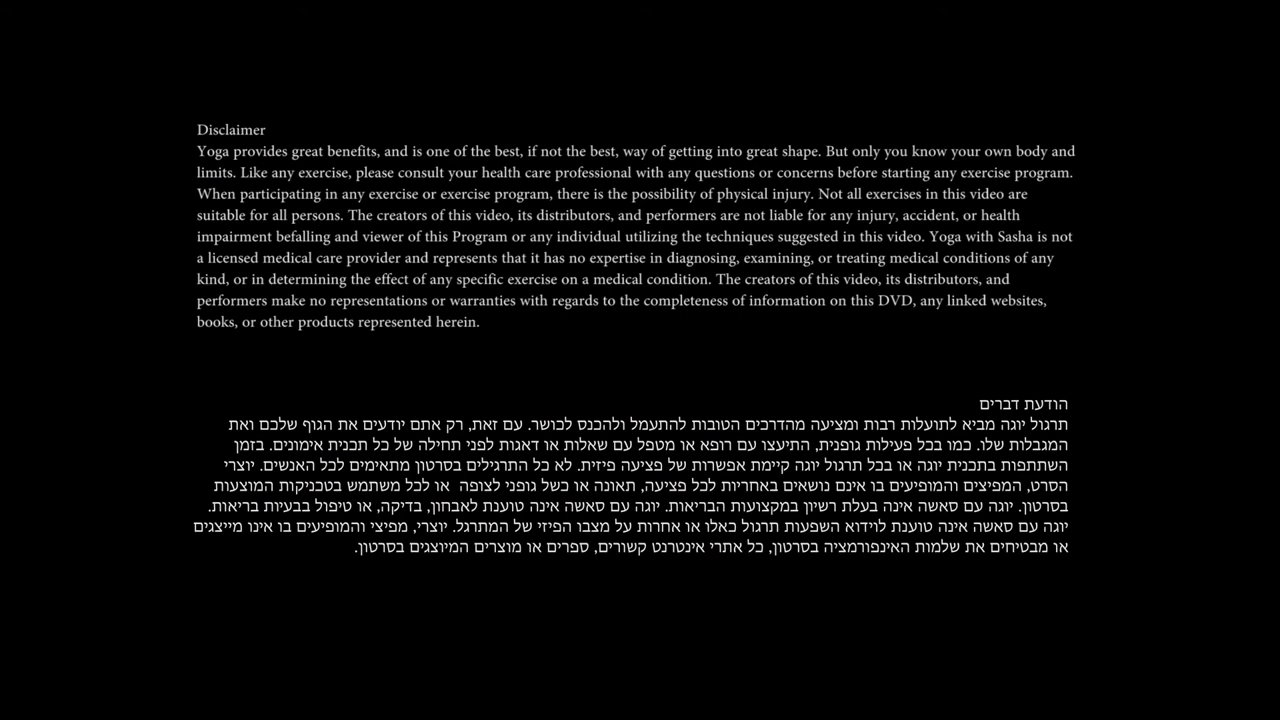 Disclaimer
Yoga provides great benefits, and is one of the best, if not the best, way of getting into great shape. But only you know your own body and
limits. Like any exercise, please consult your health care professional with any questions or concerns before starting any exercise program.
When participating in any exercise or exercise program, there is the possibility of physical injury. Not all exercises in this video are
suitable for all persons. The creators of this video, its distributors, and performers are not liable for any injury, accident, or health
impairment befalling and viewer of this Program or any individual utilizing the techniques suggested in this video. Yoga with Sasha is not
a licensed medical care provider and represents that it has no expertise in diagnosing, examining, or treating medical conditions of any
kind, or in determining the effect of any specific exercise on a medical condition. The creators of this video, its distributors, and
performers make no representations or warranties with regards to the completeness of information on this DVD, any linked websites,
books, or other products represented herein.
הודעת דברים
תרגול יוגה מביא לתועלות רבות ומציעה מהדרכים הטובות להתעמל ולהכנס לכושר. עם זאת, רק אתם יודעים את הגוף שלכם ואת
המגבלות שלו. כמו בכל פעילות גופנית, התיעצו עם רופא או מטפל עם שאלות או דאגות לפני תחילה של כל תכנית אימונים. בזמן
השתתפות בתכנית יוגה או בכל תרגול יוגה קיימת אפשרות של פציעה פיזית. לא כל התרגילים בסרטון מתאימים לכל האנשים. יוצרי
הסרט, המפיצים והמופיעים בו אינם נושאים באחריות לכל פציעה, תאונה או כשל גופני לצופה או לכל משתמש בטכניקות המוצעות
בסרטון. יוגה עם סאשה אינה בעלת רשיון במקצועות הבריאות. יוגה עם סאשה אינה טוענת לאבחון, בדיקה, או טיפול בבעיות בריאות.
יוגה עם סאשה אינה טוענת לוידוא השפעות תרגול כאלו או אחרות על מצבו הפיזי של המתרגל. יוצרי, מפיצי והמופיעים בו אינו מייצגים
או מבטיחים את שלמות האינפורמציה בסרטון, כל אתרי אינטרנט קשורים, ספרים או מוצרים המיוצגים בסרטון.